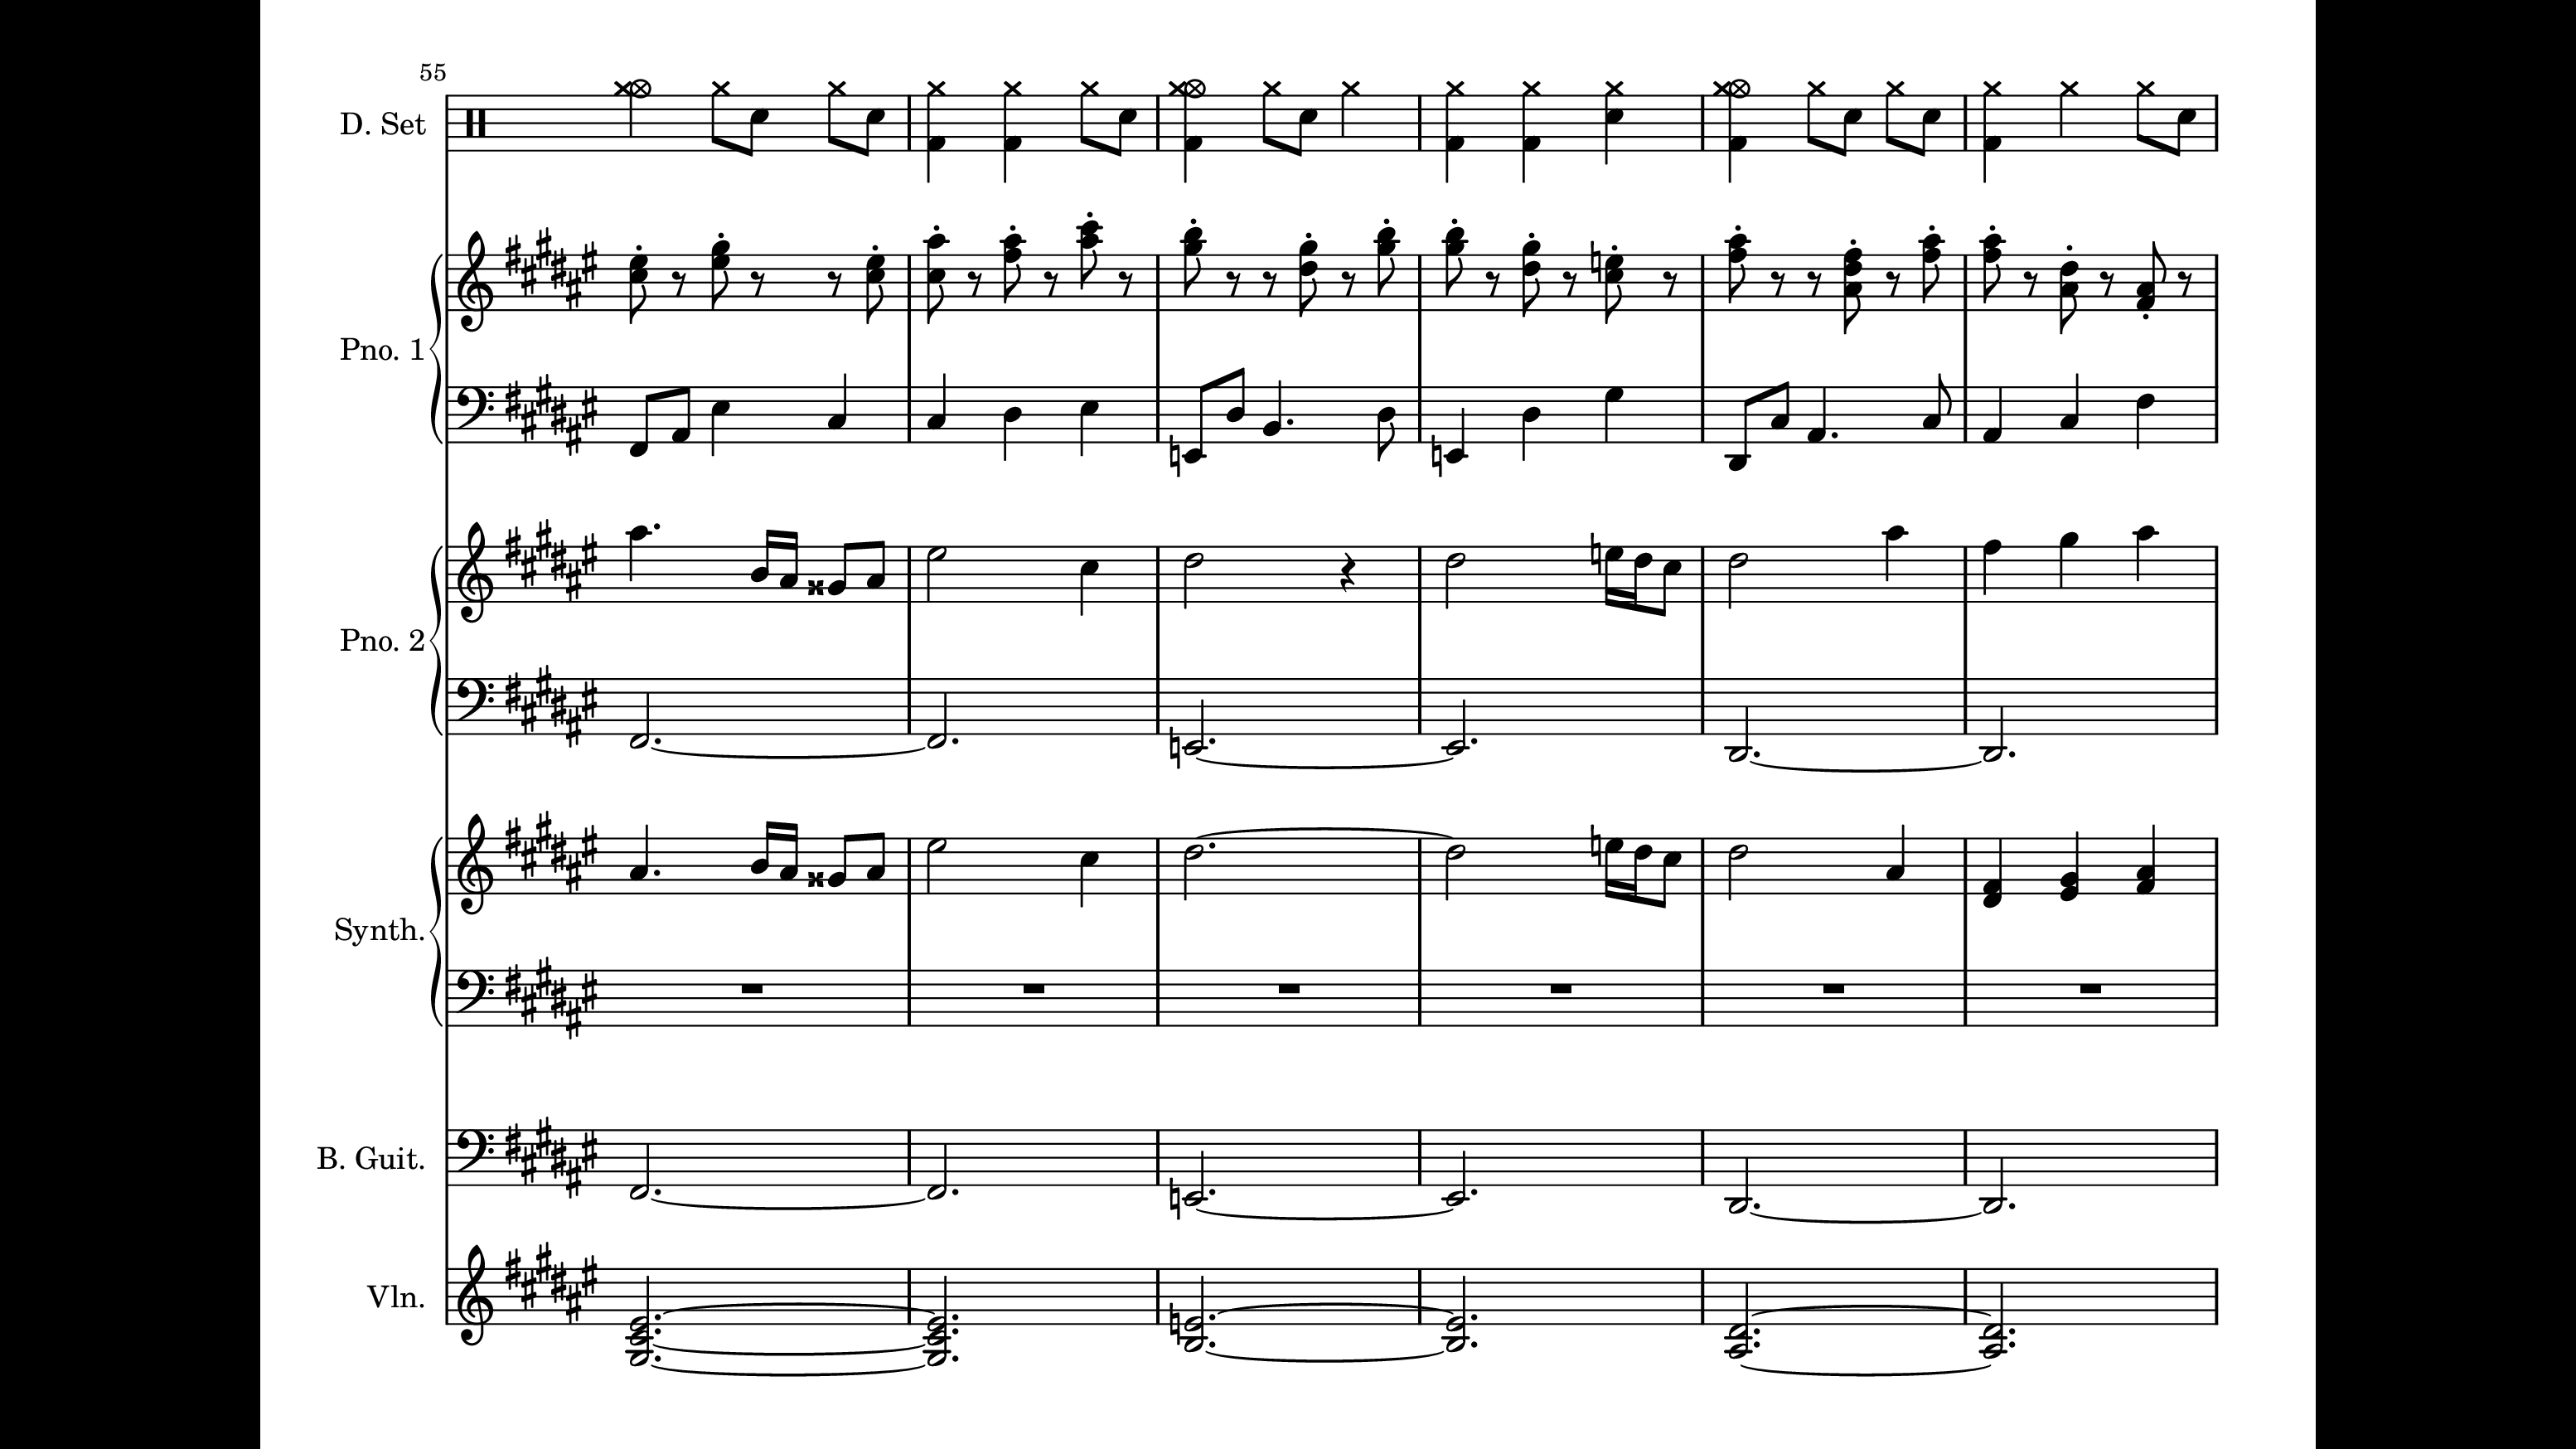 55
D. Set
Pno. 1
Pno. 2
Synth.
B. Guit.
Vln.